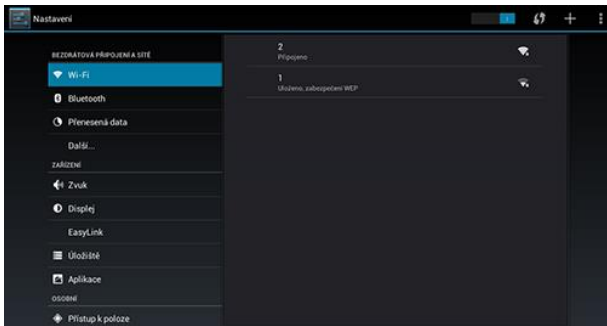 Nastavení
BEZDRÁTOVÁ PŘIPOJENÍ A SÍTĚ
Wi-Fi
Bluetooth
Přenesená data
Další...
ZAŘÍZENÍ
Zvuk
Displej
EasyLink
Úložiště
Aplikace
OSOBNÍ
Přístup k poloze
2
Připojeno
1
Uloženo, zabezpečení WEP